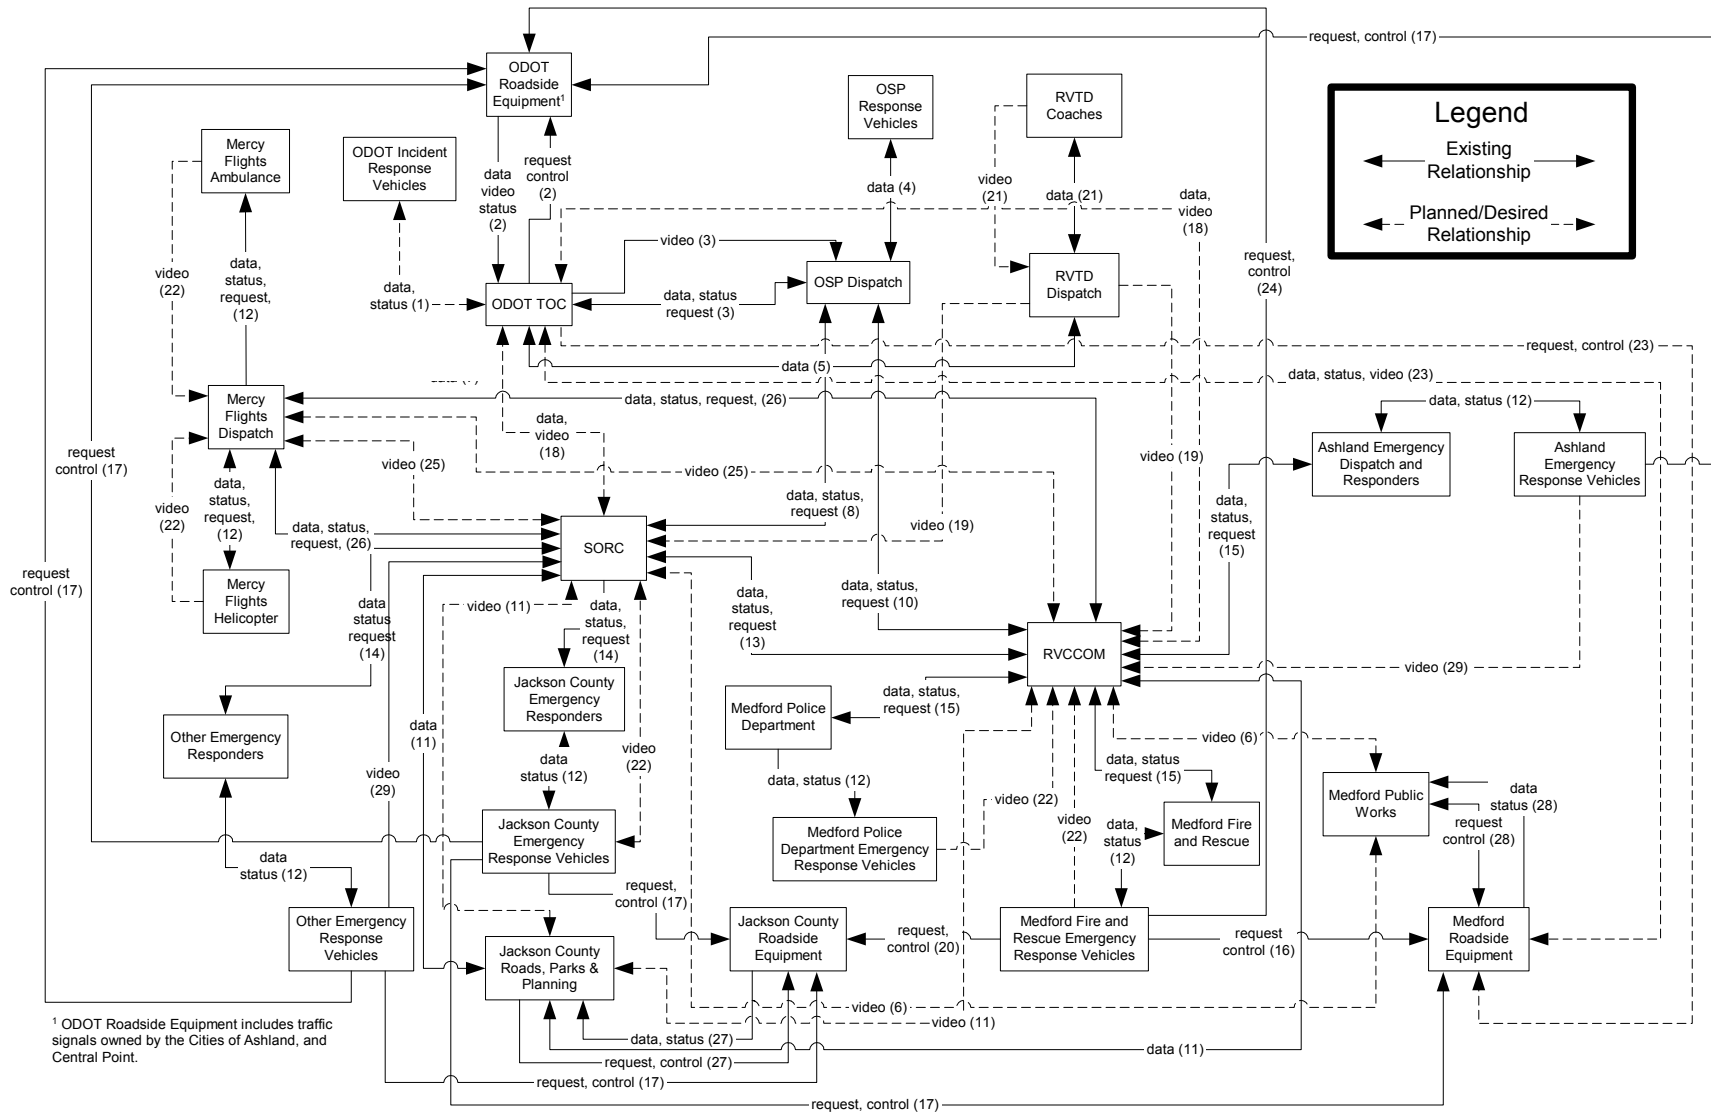 request, control (17)
ODOT
Roadside
Equipment¹
OSP
Response
Vehicles
RVTD
Coaches
Legend
Existing
Relationship
Planned/Desired
Relationship
Mercy
Flights
Ambulance
ODOT Incident
Response
Vehicles
data
video
status
(2)
request
control
(2)
data (4)
video
(21)
data (21)
data,
video
(18)
request,
control
(24)
video
(22)
data,
status,
request,
(12)
data,
status (1)
ODOT TOC
video (3)
data, status
request (3)
OSP Dispatch
RVTD
Dispatch
request, control (23)
data (5)
data, status, video (23)
data, status, request, (26)
Mercy
Flights
Dispatch
data,
video
(18)
data, status (12)
Ashland Emergency
Dispatch and
Responders
Ashland
Emergency
Response Vehicles
request
control (17)
video (25)
video (25)
video
(19)
video
(22)
data,
status,
request,
(12)
data, status,
request (8)
video (19)
data,
status,
request
(15)
data, status,
request, (26)
SORC
request
control (17)
Mercy
Flights
Helicopter
data
status
request
(14)
video (11)
data,
status,
request
(14)
data,
status,
request
(13)
data, status,
request (10)
RVCCOM
video (29)
Jackson County
Emergency
Responders
Medford Police
Department
data, status,
request (15)
Other Emergency
Responders
data
(11)
video
(22)
video (6)
data
status (12)
video
(29)
data, status (12)
data, status
request (15)
Medford Public
Works
data
status (28)
request
control
(28)
video (22)
Jackson County
Emergency
Response Vehicles
Medford Police
Department Emergency
Response Vehicles
video
(22)
data,
status
(12)
Medford Fire
and Rescue
data
status (12)
request,
control (17)
Other Emergency
Response
Vehicles
Jackson County
Roads, Parks &
Planning
Jackson County
Roadside
Equipment
request,
control (20)
Medford Fire and
Rescue Emergency
Response Vehicles
request
control (16)
Medford
Roadside
Equipment
video (6)
video (11)
¹ ODOT Roadside Equipment includes traffic
signals owned by the Cities of Ashland, and
Central Point.
data, status (27)
data (11)
request, control (27)
request, control (17)
request, control (17)